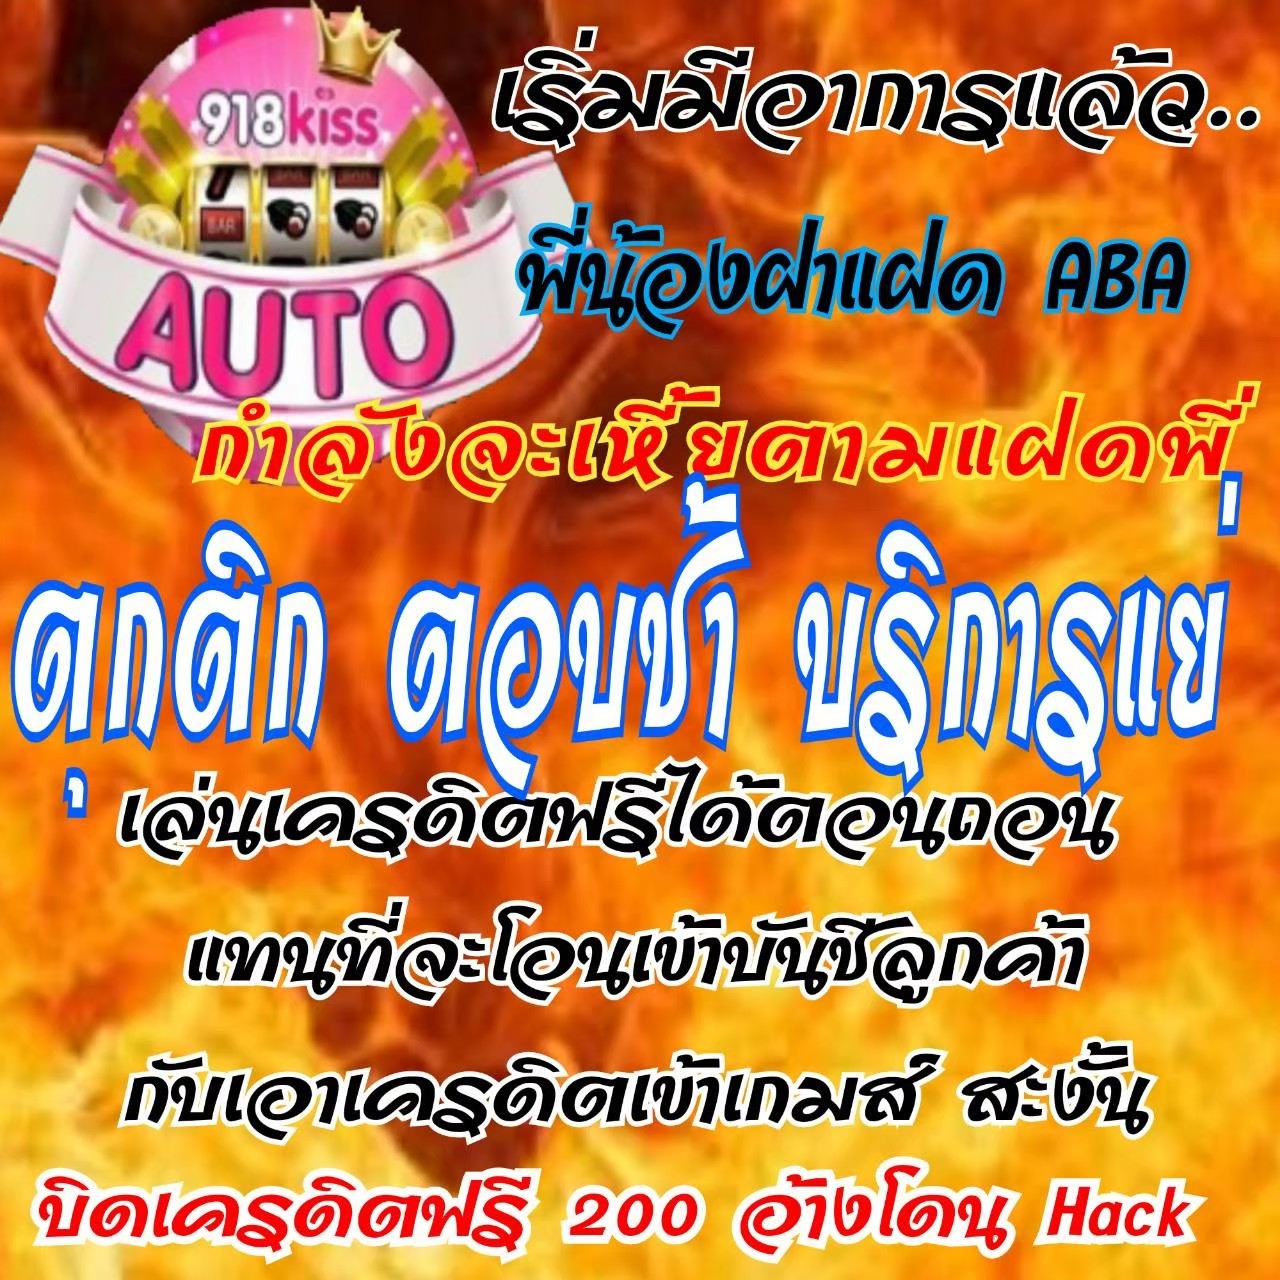 918kiss
BAR
AUTO
เริ่มมีอาการแล้ว..
พี่น้องฝาแฝด ABA
กำลังจะเหี้ยตามแฝดพี่
ตุกติก ตอบช้า บริการแย่
เล่นเครดิตฟรีได้ตอนถอน
แทนที่จะโอนเข้าบันชีลูกค้า
กับเอาเครดิตเข้าเกมส์ สะงั้น
บิดเครดิตฟรี 200 อ้างโดน Hack